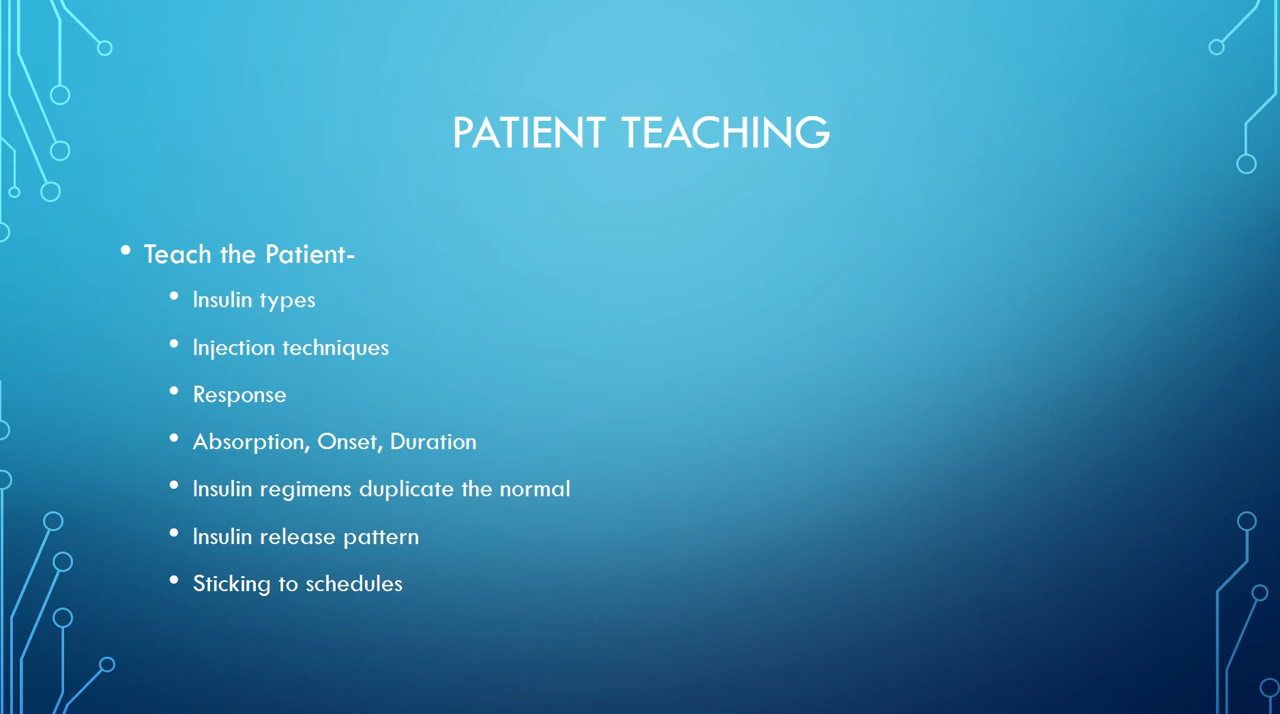 PATIENT TEACHING
• Teach the Patient-
• Insulin types
• Injection techniques
• Response
• Absorption, Onset, Duration
• Insulin regimens duplicate the normal
• Insulin release pattern
• Sticking to schedules